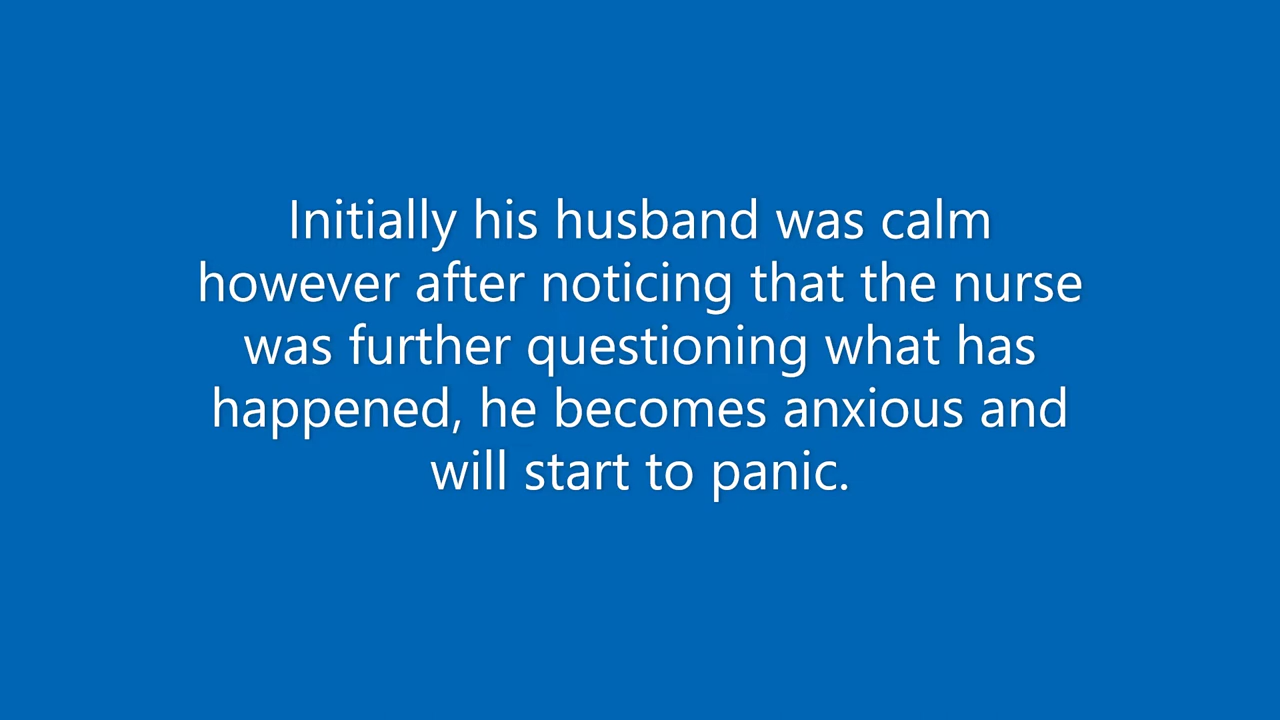 Initially his husband was calm
however after noticing that the nurse
was further questioning what has
happened, he becomes anxious and
will start to panic.